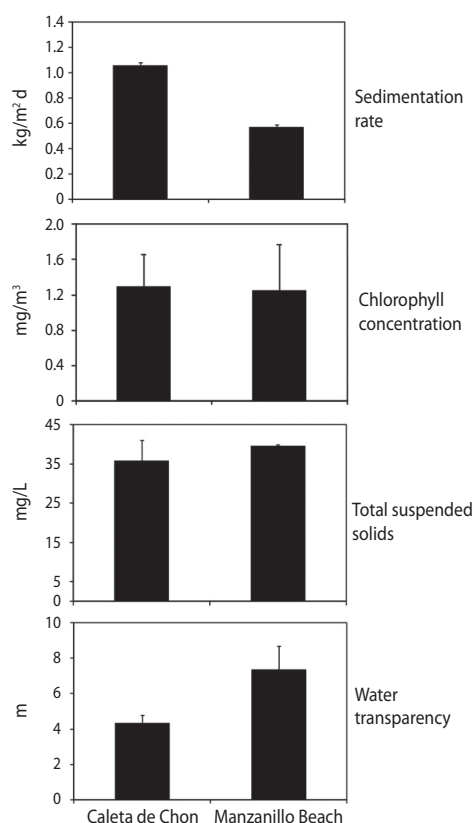 1.4
1.2
1.0
0.8
0.6
0.4
0.2
0
kg/m² d
Sedimentation
rate
2.0
1.6
1.2
0.8
0.4
0
mg/m³
Chlorophyll
concentration
45
35
25
15
5
0
mg/L
Total suspended
solids
10
8
6
4
2
0
m
Water
transparency
Caleta de Chon Manzanillo Beach